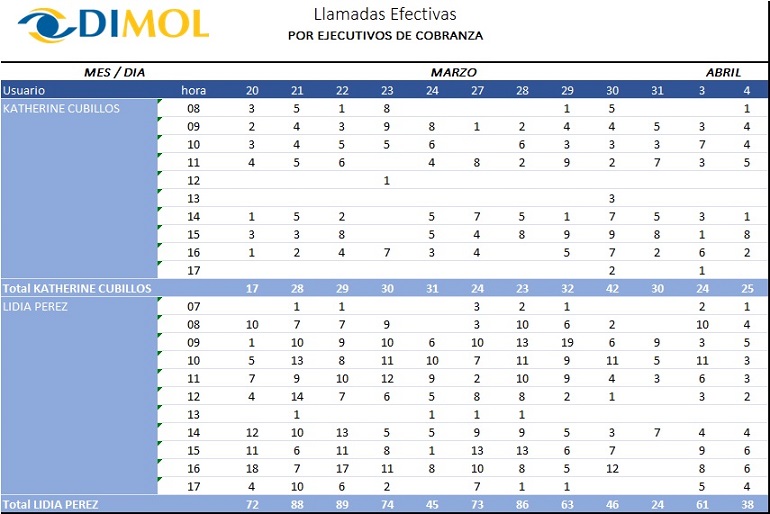 DIMOL
Llamadas Efectivas
POR EJECUTIVOS DE COBRANZA
MES / DIA MARZO ABRIL
Usuario hora 20 21 22 23 24 27 28 29 30 31 3 4
KATHERINE CUBILLOS 08 3 5 1 8 1 5 1
09 2 4 3 9 8 1 2 4 4 5 3 4
10 3 4 5 5 6 6 3 3 3 7 4
11 4 5 6 4 8 2 9 2 7 3 5
12 1
13 3
14 1 5 2 5 7 5 1 7 5 3 1
15 3 3 8 5 4 8 9 9 8 1 8
16 1 2 4 7 3 4 5 7 2 6 2
17 2 1
Total KATHERINE CUBILLOS 17 28 29 30 31 24 23 32 42 30 24 25
LIDIA PEREZ 07 1 1 3 2 1 2 1
08 10 7 7 9 3 10 6 2 10 4
09 1 10 9 10 6 10 13 19 6 9 3 5
10 5 13 8 11 10 7 11 9 11 5 11 3
11 7 9 10 12 9 2 10 9 4 3 6 3
12 4 14 7 6 5 8 8 2 1 3 2
13 1 1 1 1
14 12 10 13 5 5 9 9 5 3 7 4 4
15 11 6 11 8 1 13 13 6 7 9 6
16 18 7 17 11 8 10 8 5 12 8 6
17 4 10 6 2 7 1 1 5 4
Total LIDIA PEREZ 72 88 89 74 45 73 86 63 46 24 61 38